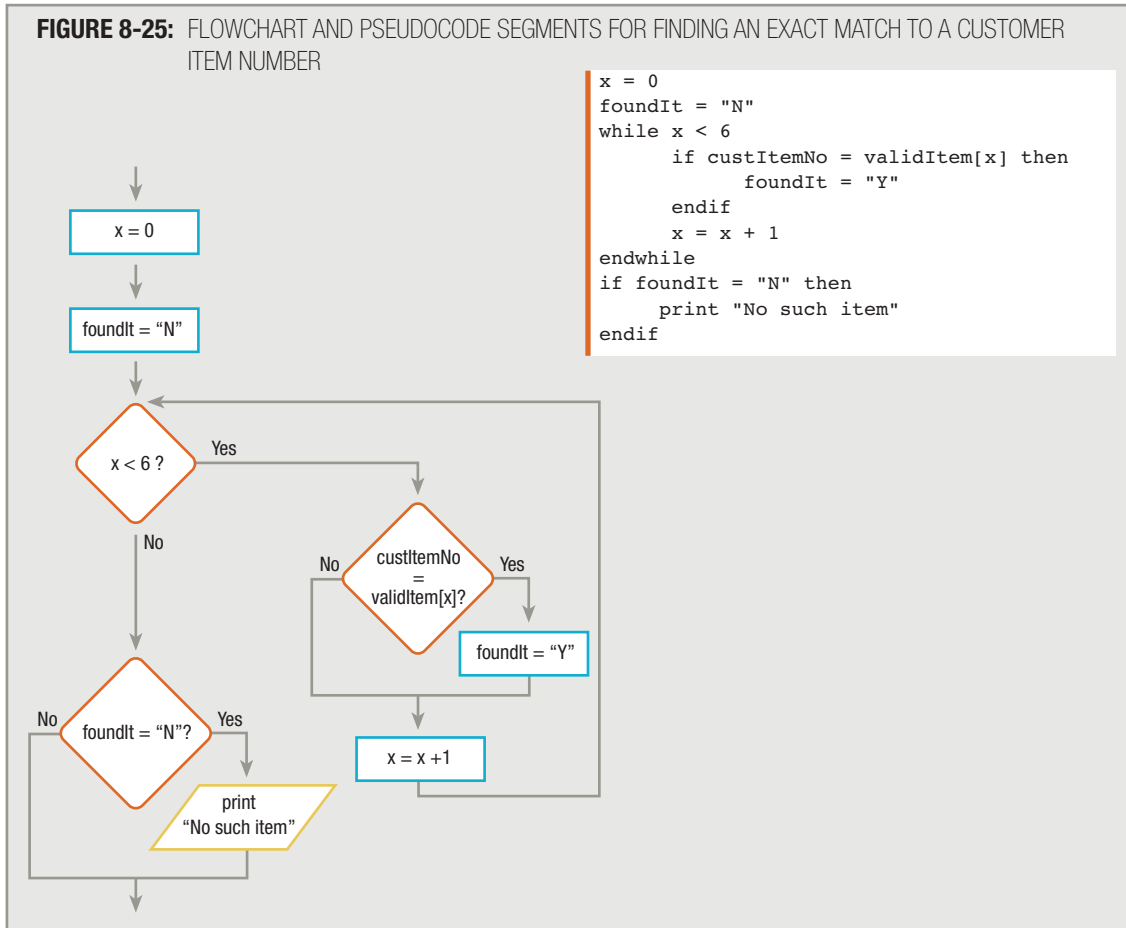 FIGURE 8-25: FLOWCHART AND PSEUDOCODE SEGMENTS FOR FINDING AN EXACT MATCH TO A CUSTOMER
ITEM NUMBER
x = 0
foundIt = "N"
while x < 6
if custItemNo = validItem[x] then
foundIt = "Y"
endif
x = x + 1
endwhile
if foundIt = "N" then
print "No such item"
endif
x = 0
foundIt = “N”
x < 6 ?
Yes
No
custItemNo
=
validItem[x]?
No
Yes
foundIt = “Y”
x = x +1
foundIt = “N”?
No
Yes
print
“No such item”